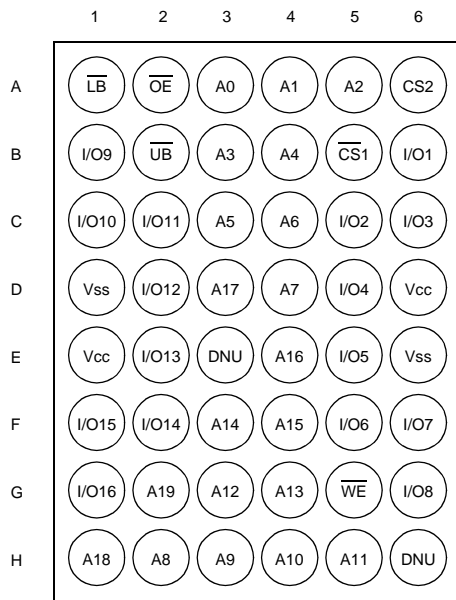 1 2 3 4 5 6
A LB OE A0 A1 A2 CS2
B I/O9 UB A3 A4 CS1 I/O1
C I/O10 I/O11 A5 A6 I/O2 I/O3
D Vss I/O12 A17 A7 I/O4 Vcc
E Vcc I/O13 DNU A16 I/O5 Vss
F I/O15 I/O14 A14 A15 I/O6 I/O7
G I/O16 A19 A12 A13 WE I/O8
H A18 A8 A9 A10 A11 DNU